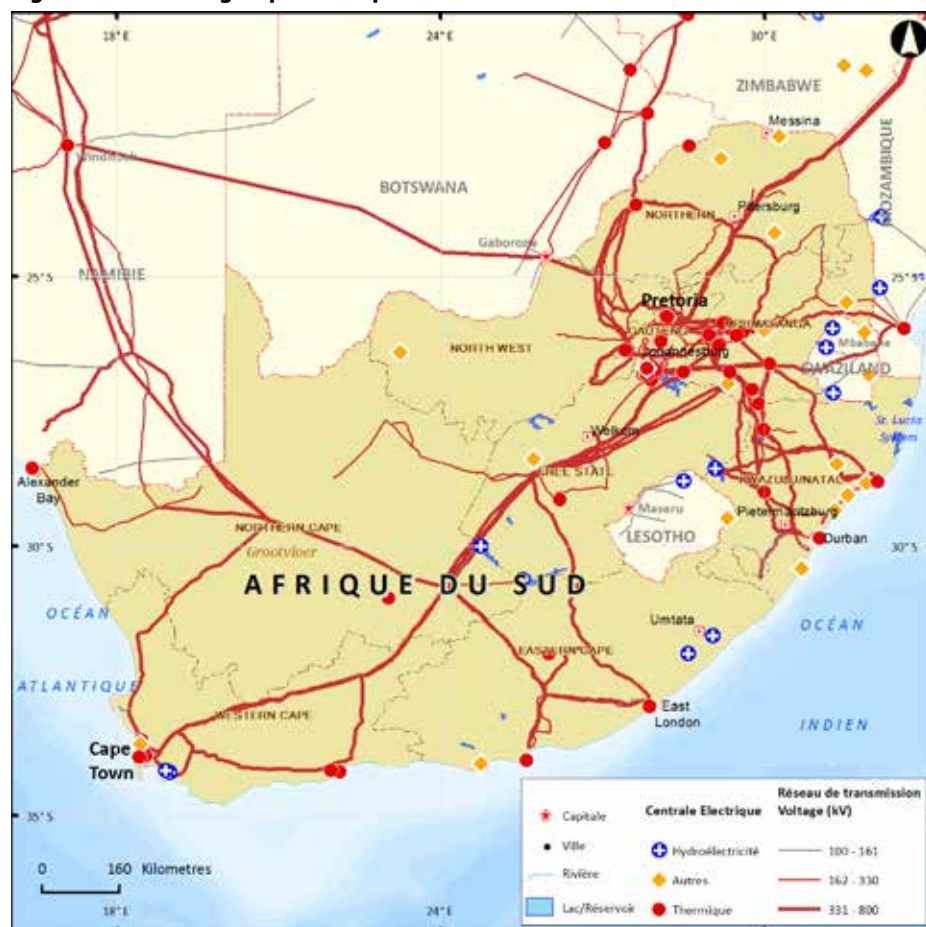 18°E
24°E
30°E
ZIMBABWE
Messina
MOZAMBIQUE
Windhoek
BOTSWANA
NORTHERN
Pietersburg
Gaborone
NAMIBIE
25°S
25°S
Pretoria
GAUTENG
MPUMALANGA
NORTH WEST
Johannesburg
Mbabane
SWAZILAND
Welkom
St. Lucia
System
FREE STATE
Alexander
Bay
KWAZULU NATAL
Maseru
Pietermaritzburg
NORTHERN CAPE
LESOTHO
Durban
30°S
30°S
Grootvloer
AFRIQUE DU SUD
OCÉAN
Umtata
OCÉAN
EASTERN CAPE
ATLANTIQUE
WESTERN CAPE
East
London
INDIEN
Cape
Town
35°S
Réseau de transmission
Capitale
Centrale Electrique
Voltage (kV)
Ville
Hydroélectricité
100 - 161
Rivière
Autres
162 - 330
Lac/Réservoir
Thermique
331 - 800
0
160 Kilometres
18°E
24°E